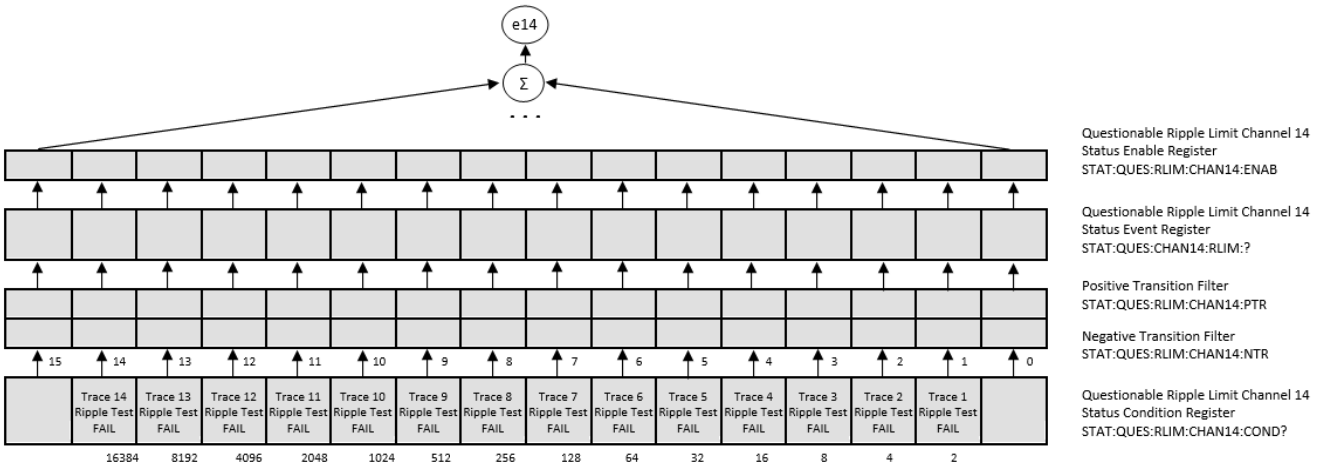 e14
Σ
. . .
Questionable Ripple Limit Channel 14
Status Enable Register
STAT:QUES:RLIM:CHAN14:ENAB
Questionable Ripple Limit Channel 14
Status Event Register
STAT:QUES:CHAN14:RLIM:?
Positive Transition Filter
STAT:QUES:RLIM:CHAN14:PTR
Negative Transition Filter
STAT:QUES:RLIM:CHAN14:NTR
15 14 13 12 11 10 9 8 7 6 5 4 3 2 1 0
Trace 14 Trace 13 Trace 12 Trace 11 Trace 10 Trace 9 Trace 8 Trace 7 Trace 6 Trace 5 Trace 4 Trace 3 Trace 2 Trace 1
Ripple Test Ripple Test Ripple Test Ripple Test Ripple Test Ripple Test Ripple Test Ripple Test Ripple Test Ripple Test Ripple Test Ripple Test Ripple Test Ripple Test
FAIL FAIL FAIL FAIL FAIL FAIL FAIL FAIL FAIL FAIL FAIL FAIL FAIL FAIL
Questionable Ripple Limit Channel 14
Status Condition Register
STAT:QUES:RLIM:CHAN14:COND?
16384 8192 4096 2048 1024 512 256 128 64 32 16 8 4 2